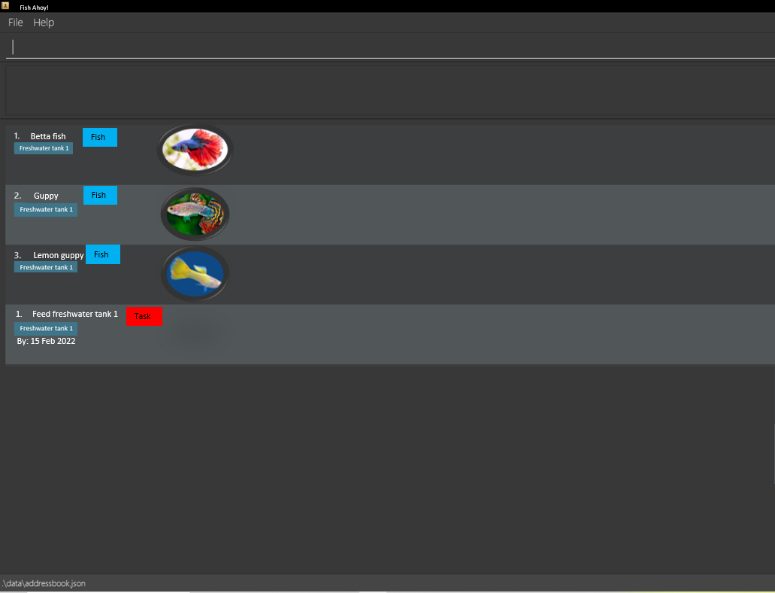 Fish Ahoy!
File Help
1. Betta fish Fish
Freshwater tank 1
2. Guppy Fish
Freshwater tank 1
3. Lemon guppy Fish
Freshwater tank 1
1. Feed freshwater tank 1 Task
Freshwater tank 1
By: 15 Feb 2022
.\data\addressbook.json